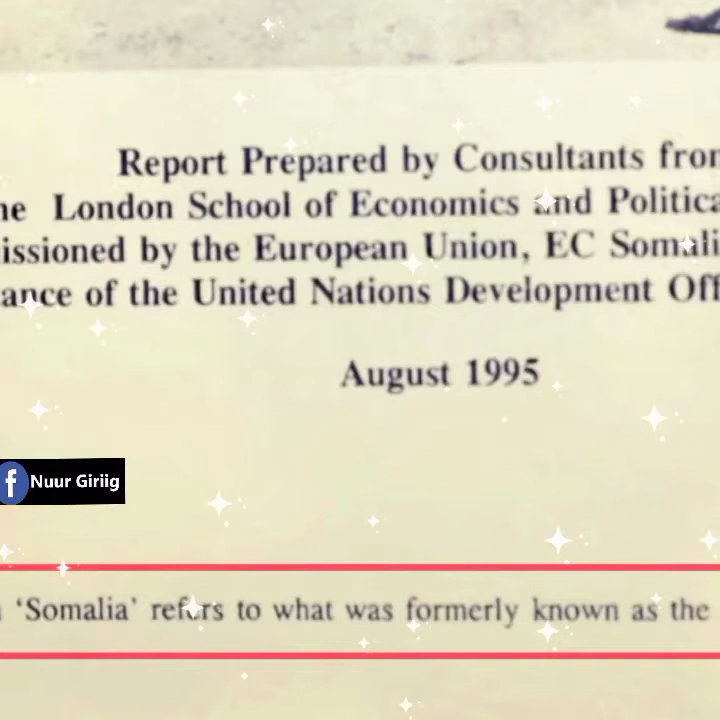 Report Prepared by Consultants from
he London School of Economics and Politica
issioned by the European Union, EC Somali
ance of the United Nations Development Off
August 1995
Nuur Giriig
'Somalia' refers to what was formerly known as the